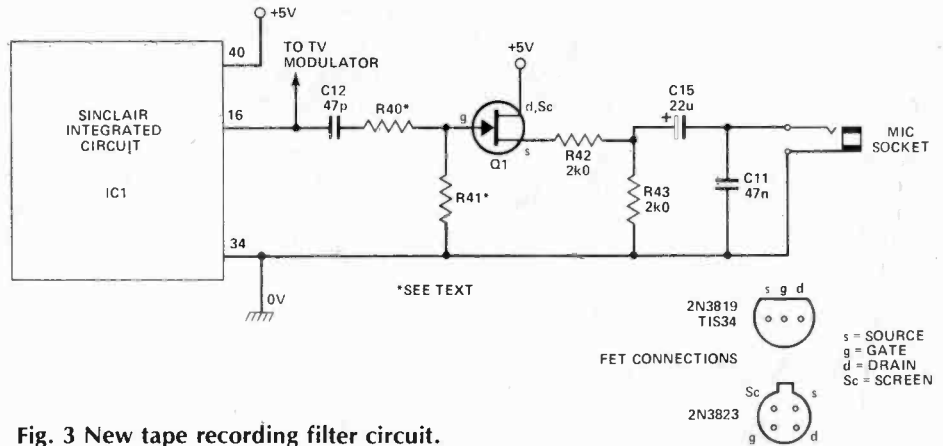 +5V
40
SINCLAIR
INTEGRATED
CIRCUIT
IC1
16
34
0V
TO TV
MODULATOR
C12
47p
R40*
R41*
g
+5V
d,Sc
s
Q1
R42
2k0
R43
2k0
C15
22u
+
C11
47n
MIC
SOCKET
*SEE TEXT
s g d
2N3819
TIS34
FET CONNECTIONS
s = SOURCE
g = GATE
d = DRAIN
Sc = SCREEN
Sc s
2N3823
g d
Fig. 3 New tape recording filter circuit.